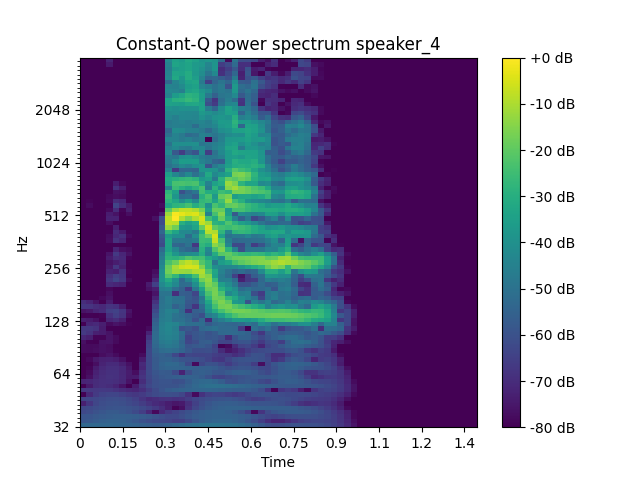 Constant-Q power spectrum speaker_4
Hz
2048
1024
512
256
128
64
32
0 0.15 0.3 0.45 0.6 0.75 0.9 1.1 1.2 1.4
Time
+0 dB
-10 dB
-20 dB
-30 dB
-40 dB
-50 dB
-60 dB
-70 dB
-80 dB